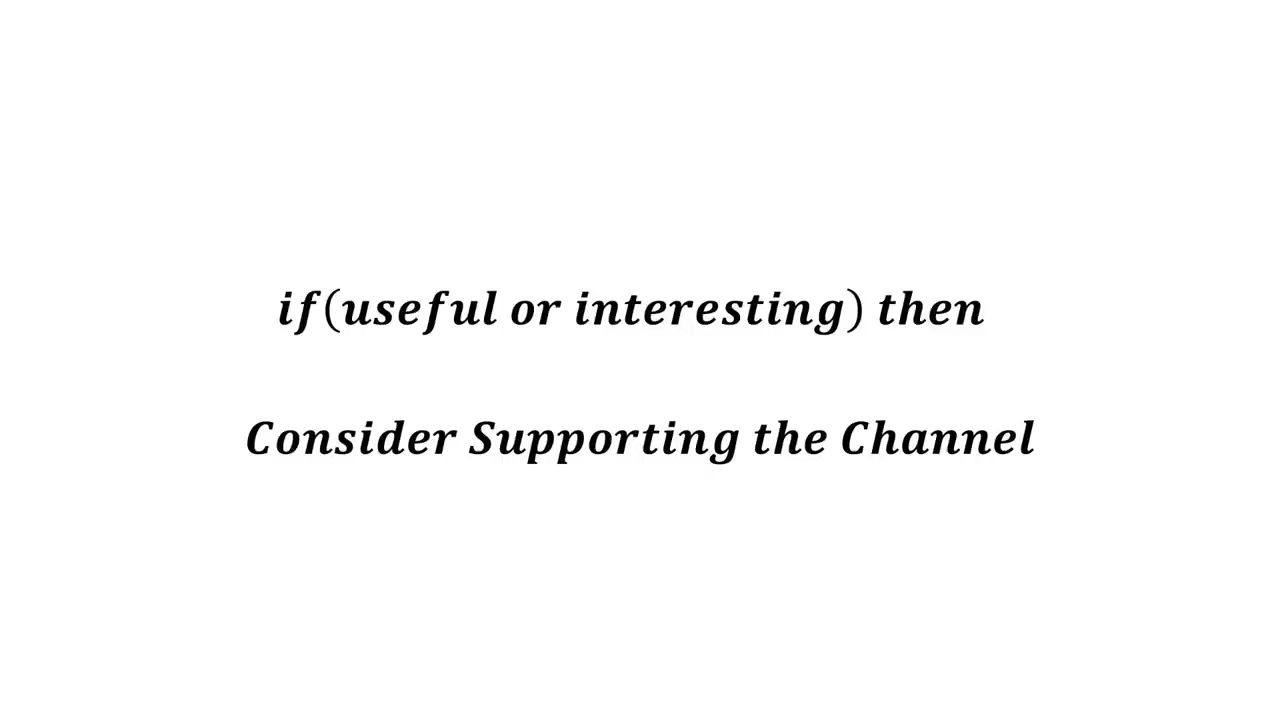 if(useful or interesting) then
Consider Supporting the Channel